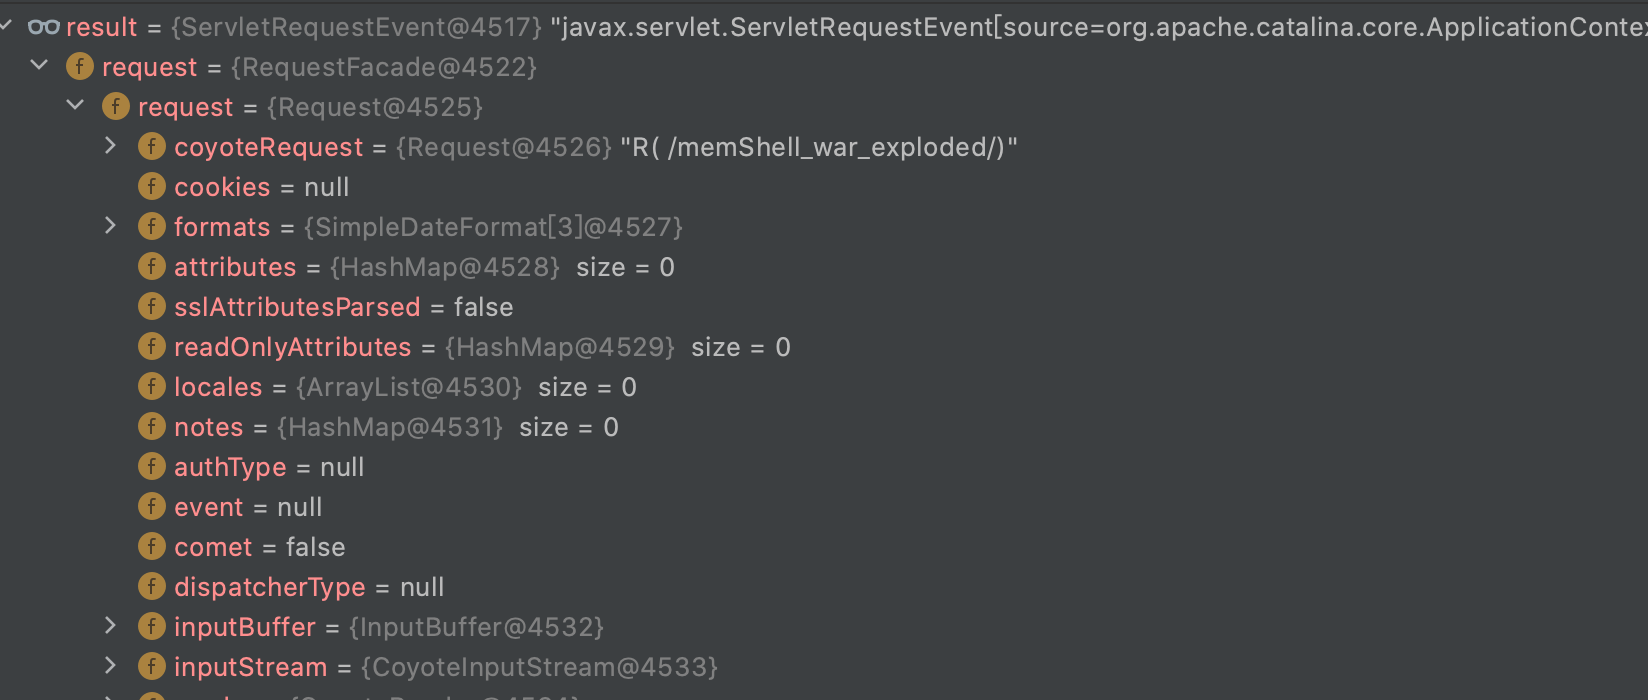 result = {ServletRequestEvent@4517} "javax.servlet.ServletRequestEvent[source=org.apache.catalina.core.ApplicationContex
f request = {RequestFacade@4522}
f request = {Request@4525}
f coyoteRequest = {Request@4526} "R( /memShell_war_exploded/)"
f cookies = null
f formats = {SimpleDateFormat[3]@4527}
f attributes = {HashMap@4528} size = 0
f sslAttributesParsed = false
f readOnlyAttributes = {HashMap@4529} size = 0
f locales = {ArrayList@4530} size = 0
f notes = {HashMap@4531} size = 0
f authType = null
f event = null
f comet = false
f dispatcherType = null
f inputBuffer = {InputBuffer@4532}
f inputStream = {CoyoteInputStream@4533}